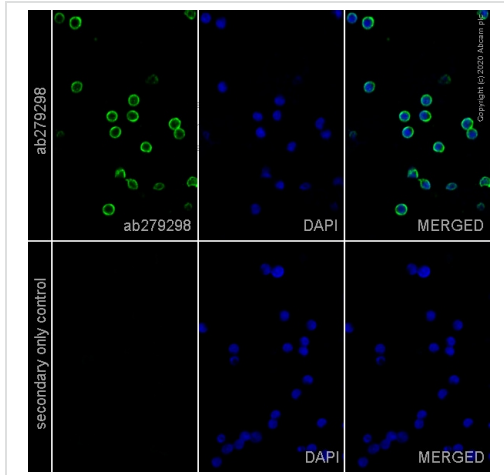 ab279298
ab279298
DAPI
MERGED
Copyright (c) 2020 Abcam plc
secondary only control
DAPI
MERGED